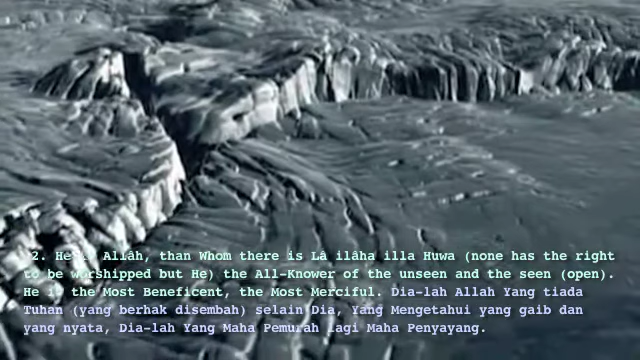 22. He is Allâh, than Whom there is Lâ ilâha illa Huwa (none has the right
to be worshipped but He) the All-Knower of the unseen and the seen (open).
He is the Most Beneficent, the Most Merciful. Dia-lah Allah Yang tiada
Tuhan (yang berhak disembah) selain Dia, Yang Mengetahui yang gaib dan
yang nyata, Dia-lah Yang Maha Pemurah lagi Maha Penyayang.